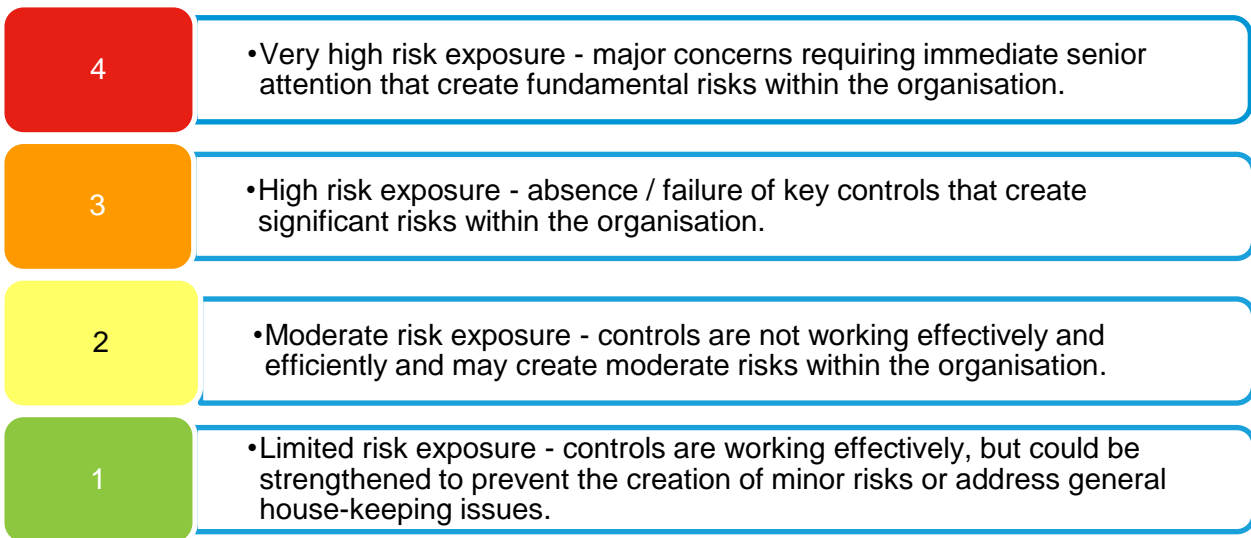 4
•Very high risk exposure - major concerns requiring immediate senior
attention that create fundamental risks within the organisation.
3
•High risk exposure - absence / failure of key controls that create
significant risks within the organisation.
2
•Moderate risk exposure - controls are not working effectively and
efficiently and may create moderate risks within the organisation.
1
•Limited risk exposure - controls are working effectively, but could be
strengthened to prevent the creation of minor risks or address general
house-keeping issues.